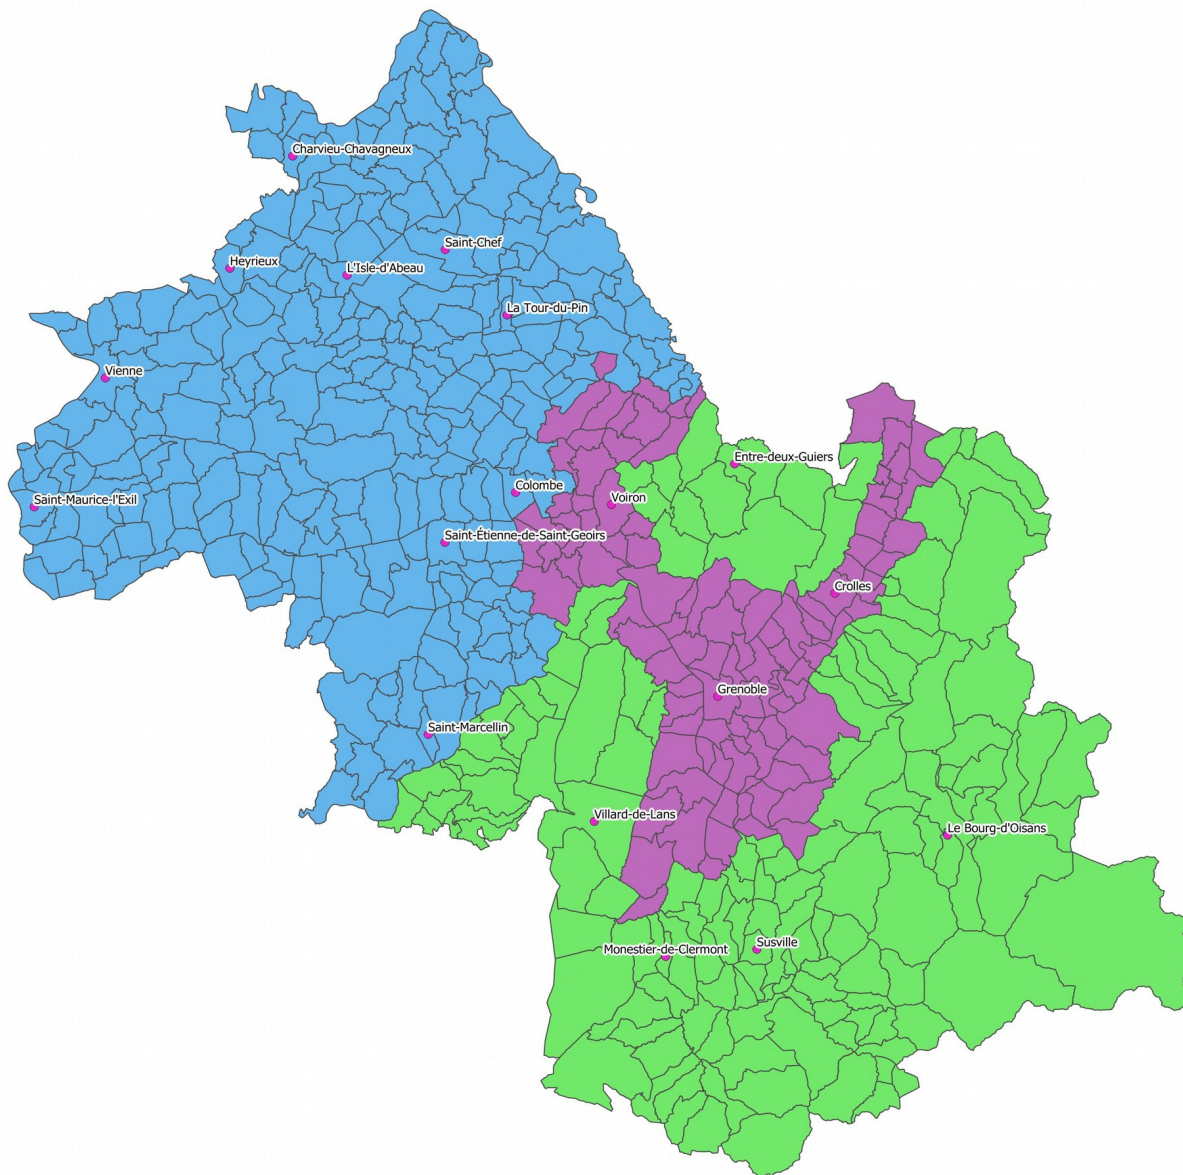 Charvieu-Chavagneux
Saint-Chef
Heyrieux
L'Isle-d'Abeau
La Tour-du-Pin
Vienne
Entre-deux-Guiers
Colombe
Voiron
Saint-Maurice-l'Exil
Saint-Étienne-de-Saint-Geoirs
Crolles
Grenoble
Saint-Marcellin
Villard-de-Lans
Le Bourg-d'Oisans
Monestier-de-Clermont
Susville